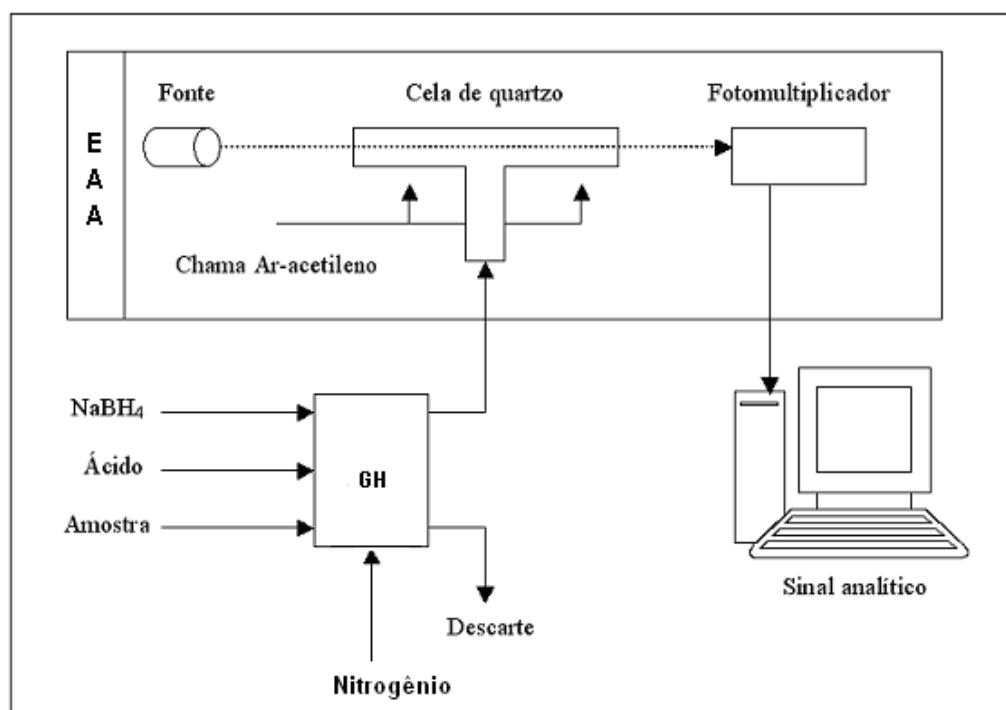 Fonte
Cela de quartzo
Fotomultiplicador
E
A
A
Chama Ar-acetileno
NaBH₄
Ácido
Amostra
GH
Descarte
Nitrogênio
Sinal analítico